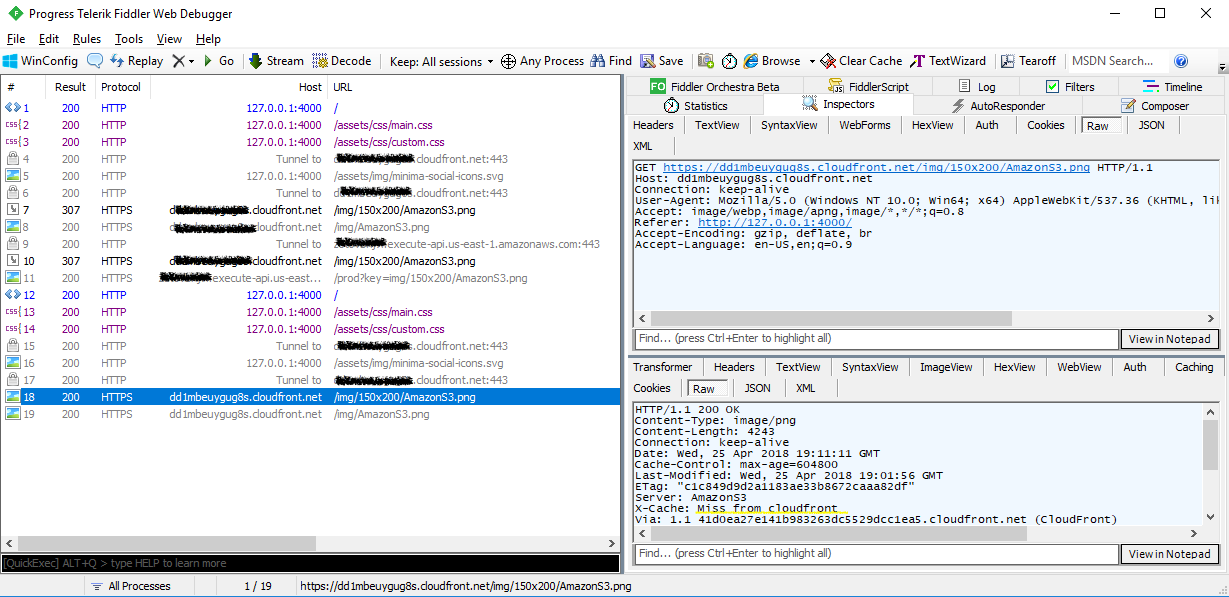 Progress Telerik Fiddler Web Debugger
File Edit Rules Tools View Help
WinConfig Replay Go Stream Decode Keep: All sessions Any Process Find Save Browse Clear Cache TextWizard Tearoff MSDN Search...
# Result Protocol Host URL
1 200 HTTP 127.0.0.1:4000 /
2 200 HTTP 127.0.0.1:4000 /assets/css/main.css
3 200 HTTP 127.0.0.1:4000 /assets/css/custom.css
4 200 HTTP Tunnel to .cloudfront.net:443
5 200 HTTP 127.0.0.1:4000 /assets/img/minima-social-icons.svg
6 200 HTTP Tunnel to .cloudfront.net:443
7 307 HTTPS d .cloudfront.net /img/150x200/AmazonS3.png
8 200 HTTPS .cloudfront.net /img/AmazonS3.png
9 200 HTTP Tunnel to execute-api.us-east-1.amazonaws.com:443
10 307 HTTPS .cloudfront.net /img/150x200/AmazonS3.png
11 200 HTTPS execute-api.us-east... /prod?key=img/150x200/AmazonS3.png
12 200 HTTP 127.0.0.1:4000 /
13 200 HTTP 127.0.0.1:4000 /assets/css/main.css
14 200 HTTP 127.0.0.1:4000 /assets/css/custom.css
15 200 HTTP Tunnel to .cloudfront.net:443
16 200 HTTP 127.0.0.1:4000 /assets/img/minima-social-icons.svg
17 200 HTTP Tunnel to .cloudfront.net:443
18 200 HTTPS dd1mbeuygug8s.cloudfront.net /img/150x200/AmazonS3.png
19 200 HTTPS dd1mbeuygug8s.cloudfront.net /img/AmazonS3.png
[QuickExec] ALT+Q > type HELP to learn more
All Processes 1 / 19 https://dd1mbeuygug8s.cloudfront.net/img/150x200/AmazonS3.png
FO Fiddler Orchestra Beta FiddlerScript Log Filters Timeline
Statistics Inspectors AutoResponder Composer
Headers TextView SyntaxView WebForms HexView Auth Cookies Raw JSON
XML
GET https://dd1mbeuygug8s.cloudfront.net/img/150x200/AmazonS3.png HTTP/1.1
Host: dd1mbeuygug8s.cloudfront.net
Connection: keep-alive
User-Agent: Mozilla/5.0 (Windows NT 10.0; Win64; x64) AppleWebKit/537.36 (KHTML, lik
Accept: image/webp,image/apng,image/*,*/*;q=0.8
Referer: http://127.0.0.1:4000/
Accept-Encoding: gzip, deflate, br
Accept-Language: en-US,en;q=0.9
Find... (press Ctrl+Enter to highlight all) View in Notepad
Transformer Headers TextView SyntaxView ImageView HexView WebView Auth Caching
Cookies Raw JSON XML
HTTP/1.1 200 OK
Content-Type: image/png
Content-Length: 4243
Connection: keep-alive
Date: Wed, 25 Apr 2018 19:11:11 GMT
Cache-Control: max-age=604800
Last-Modified: Wed, 25 Apr 2018 19:01:56 GMT
ETag: "c1c849d9d2a1183ae33b8672caaa82df"
Server: AmazonS3
X-Cache: Miss from cloudfront
Via: 1.1 41d0ea27e141b983263dc5529dcc1ea5.cloudfront.net (CloudFront)
Find... (press Ctrl+Enter to highlight all) View in Notepad